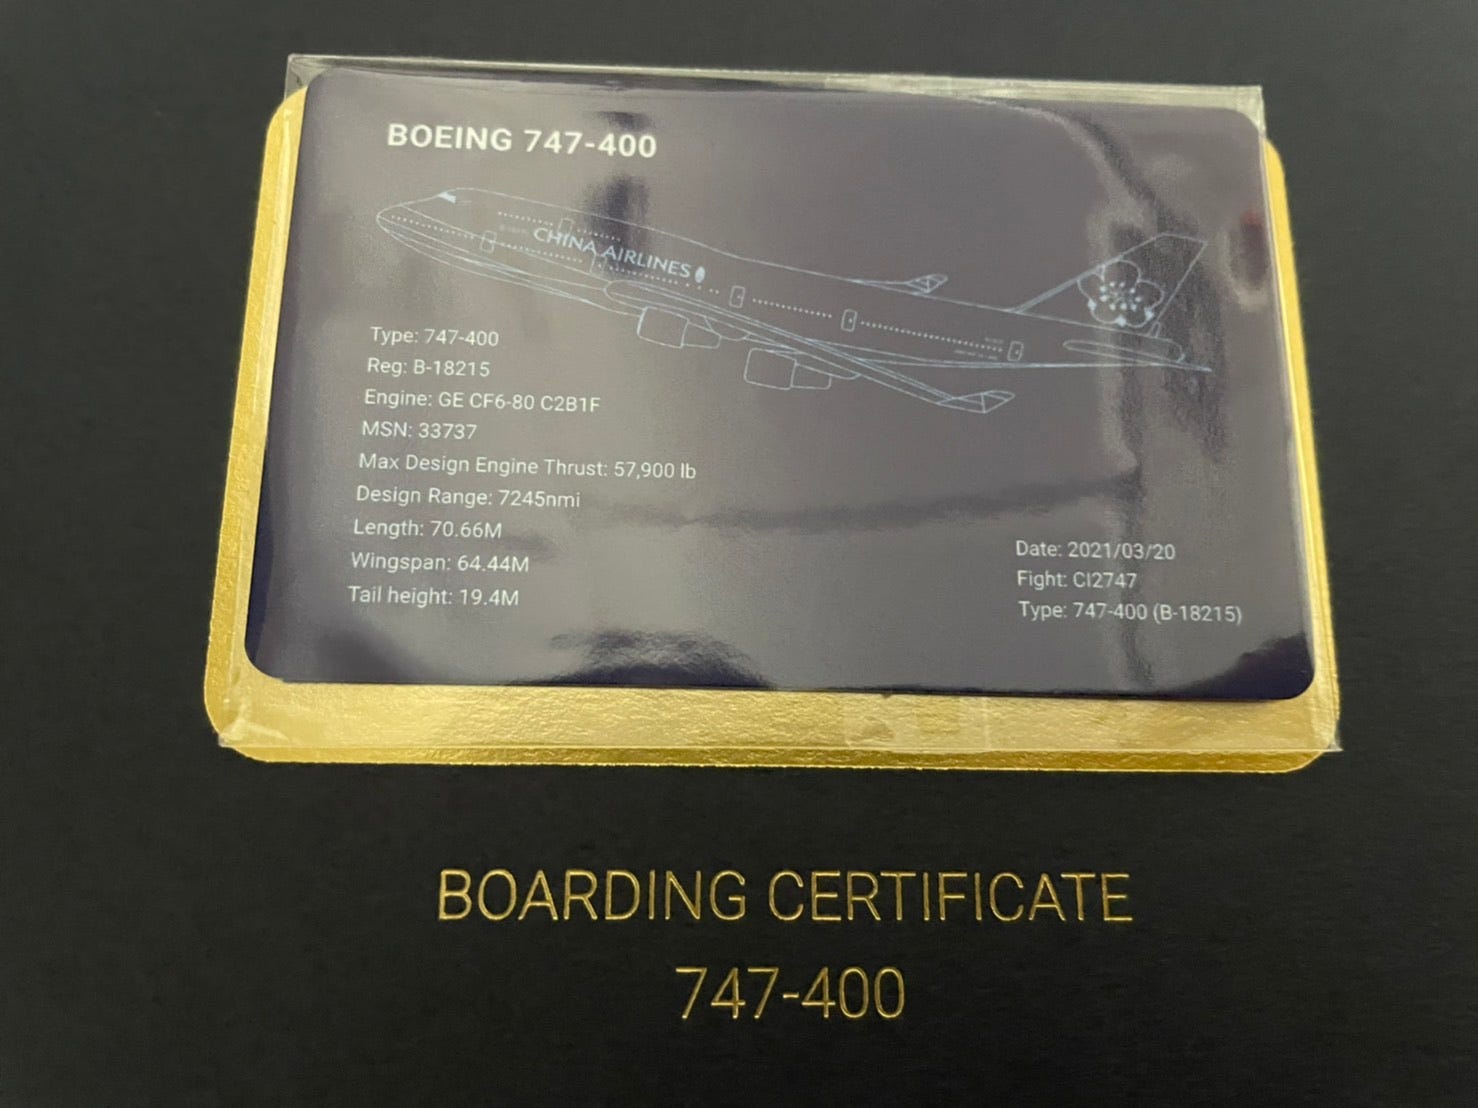 BOEING 747-400
CHINA AIRLINES
Type: 747-400
Reg: B-18215
Engine: GE CF6-80 C2B1F
MSN: 33737
Max Design Engine Thrust: 57,900 lb
Design Range: 7245nmi
Length: 70.66M
Wingspan: 64.44M
Tail height: 19.4M
Date: 2021/03/20
Fight: CI2747
Type: 747-400 (B-18215)
BOARDING CERTIFICATE
747-400